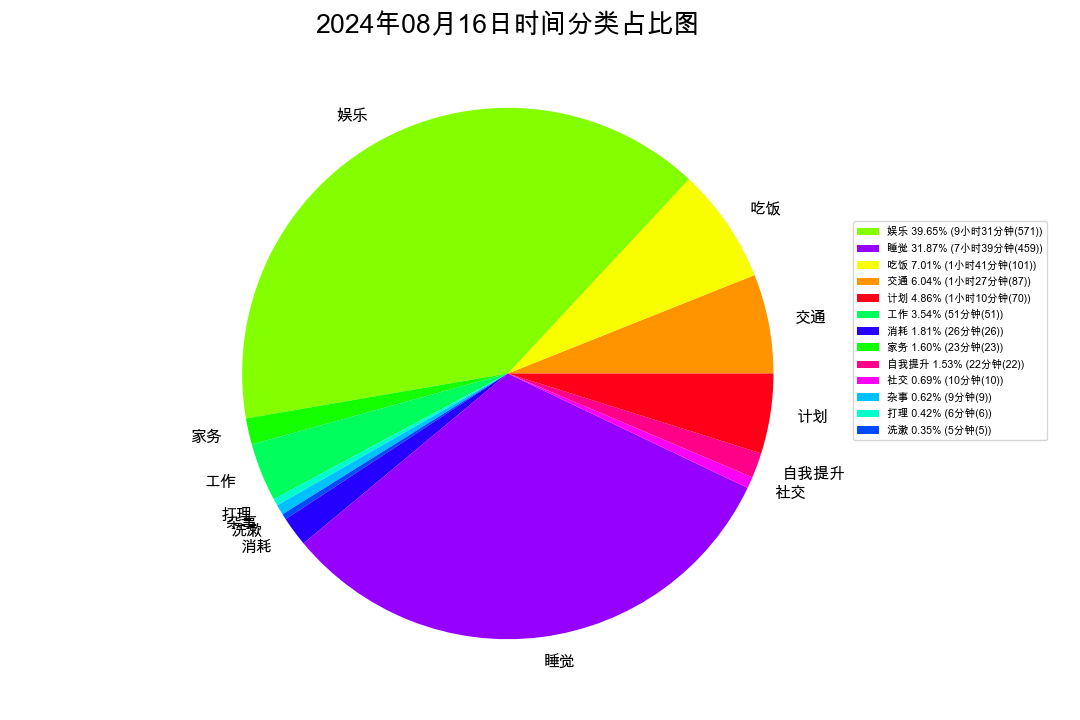 2024年08月16日时间分类占比图
娱乐
吃饭
交通
计划
自我提升
社交
家务
工作
打理
杂事
洗漱
消耗
睡觉
娱乐 39.65% (9小时31分钟(571))
睡觉 31.87% (7小时39分钟(459))
吃饭 7.01% (1小时41分钟(101))
交通 6.04% (1小时27分钟(87))
计划 4.86% (1小时10分钟(70))
工作 3.54% (51分钟(51))
消耗 1.81% (26分钟(26))
家务 1.60% (23分钟(23))
自我提升 1.53% (22分钟(22))
社交 0.69% (10分钟(10))
杂事 0.62% (9分钟(9))
打理 0.42% (6分钟(6))
洗漱 0.35% (5分钟(5))